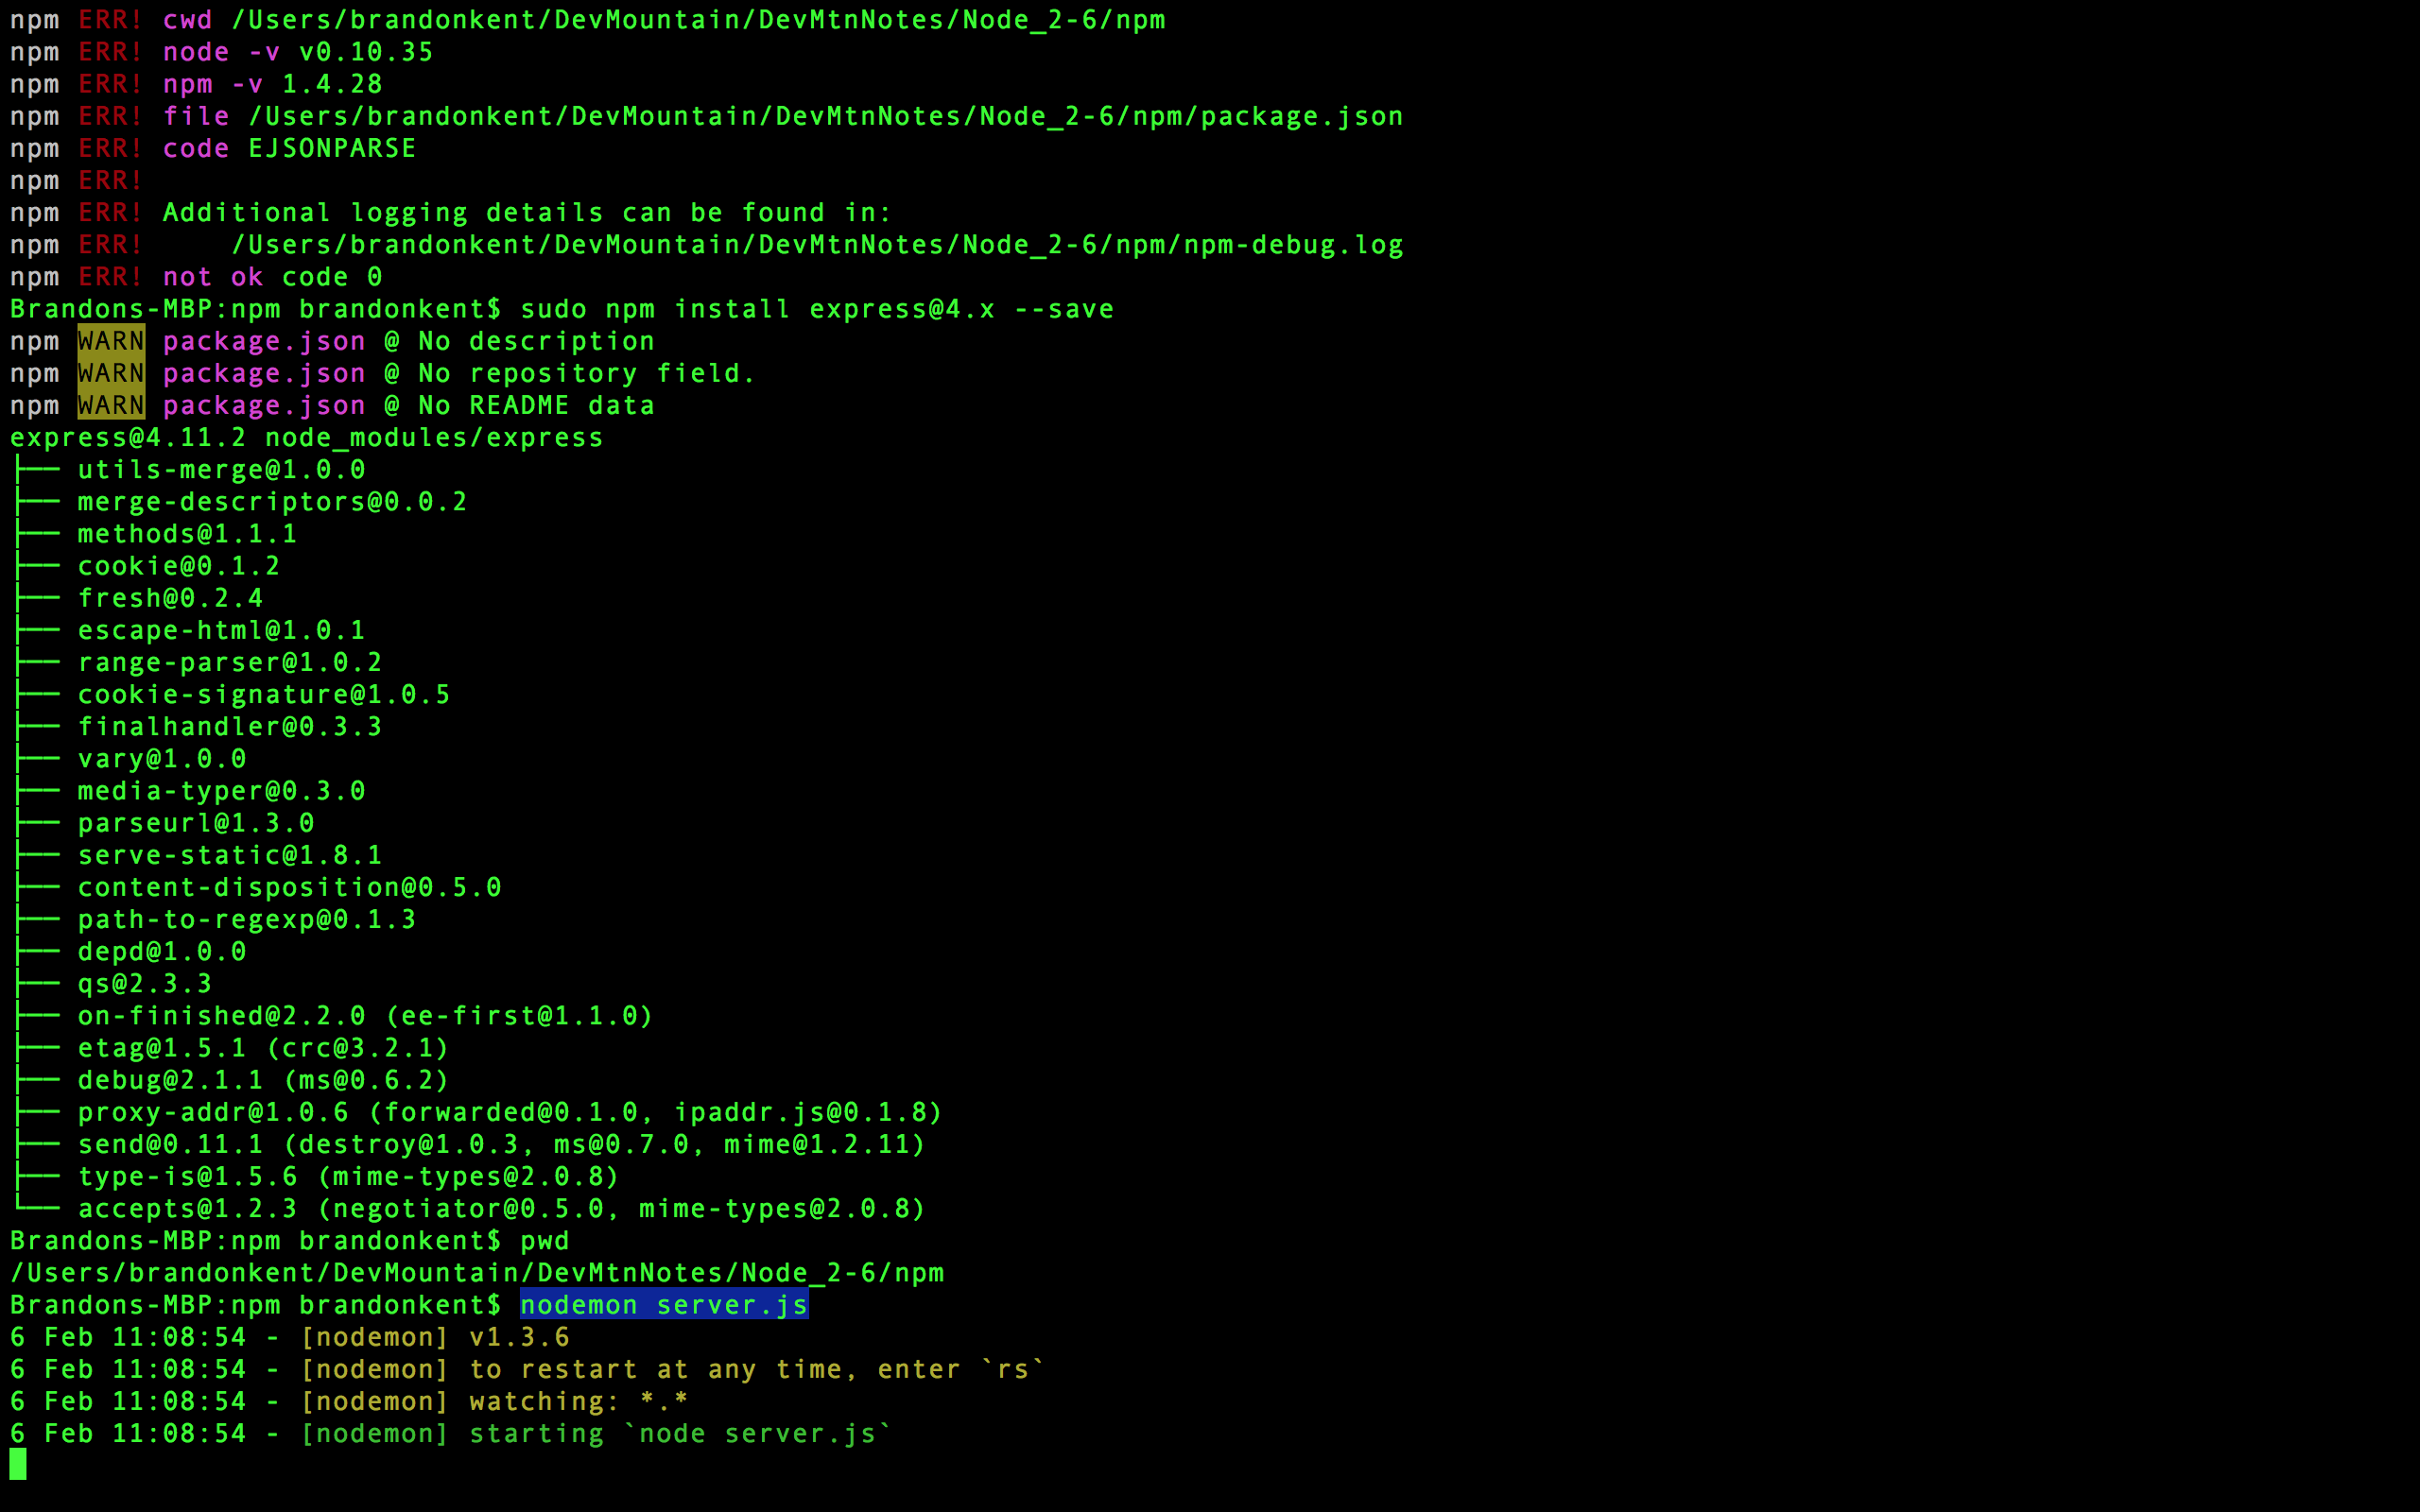 npm ERR! cwd /Users/brandonkent/DevMountain/DevMtnNotes/Node_2-6/npm
npm ERR! node -v v0.10.35
npm ERR! npm -v 1.4.28
npm ERR! file /Users/brandonkent/DevMountain/DevMtnNotes/Node_2-6/npm/package.json
npm ERR! code EJSONPARSE
npm ERR!
npm ERR! Additional logging details can be found in:
npm ERR!     /Users/brandonkent/DevMountain/DevMtnNotes/Node_2-6/npm/npm-debug.log
npm ERR! not ok code 0
Brandons-MBP:npm brandonkent$ sudo npm install express@4.x --save
npm WARN package.json @ No description
npm WARN package.json @ No repository field.
npm WARN package.json @ No README data
express@4.11.2 node_modules/express
├── utils-merge@1.0.0
├── merge-descriptors@0.0.2
├── methods@1.1.1
├── cookie@0.1.2
├── fresh@0.2.4
├── escape-html@1.0.1
├── range-parser@1.0.2
├── cookie-signature@1.0.5
├── finalhandler@0.3.3
├── vary@1.0.0
├── media-typer@0.3.0
├── parseurl@1.3.0
├── serve-static@1.8.1
├── content-disposition@0.5.0
├── path-to-regexp@0.1.3
├── depd@1.0.0
├── qs@2.3.3
├── on-finished@2.2.0 (ee-first@1.1.0)
├── etag@1.5.1 (crc@3.2.1)
├── debug@2.1.1 (ms@0.6.2)
├── proxy-addr@1.0.6 (forwarded@0.1.0, ipaddr.js@0.1.8)
├── send@0.11.1 (destroy@1.0.3, ms@0.7.0, mime@1.2.11)
├── type-is@1.5.6 (mime-types@2.0.8)
└── accepts@1.2.3 (negotiator@0.5.0, mime-types@2.0.8)
Brandons-MBP:npm brandonkent$ pwd
/Users/brandonkent/DevMountain/DevMtnNotes/Node_2-6/npm
Brandons-MBP:npm brandonkent$ nodemon server.js
6 Feb 11:08:54 - [nodemon] v1.3.6
6 Feb 11:08:54 - [nodemon] to restart at any time, enter `rs`
6 Feb 11:08:54 - [nodemon] watching: *.*
6 Feb 11:08:54 - [nodemon] starting `node server.js`